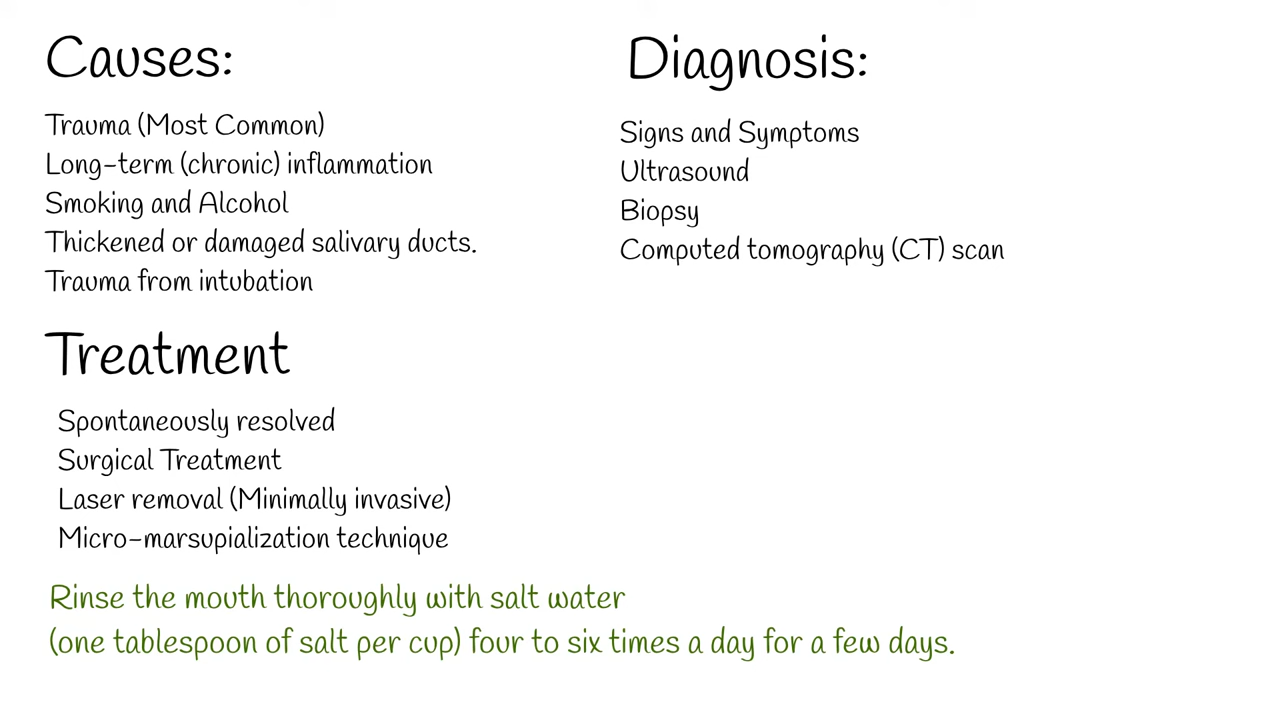 Causes:
Trauma (Most Common)
Long-term (chronic) inflammation
Smoking and Alcohol
Thickened or damaged salivary ducts.
Trauma from intubation
Diagnosis:
Signs and Symptoms
Ultrasound
Biopsy
Computed tomography (CT) scan
Treatment
Spontaneously resolved
Surgical Treatment
Laser removal (Minimally invasive)
Micro-marsupialization technique
Rinse the mouth thoroughly with salt water
(one tablespoon of salt per cup) four to six times a day for a few days.